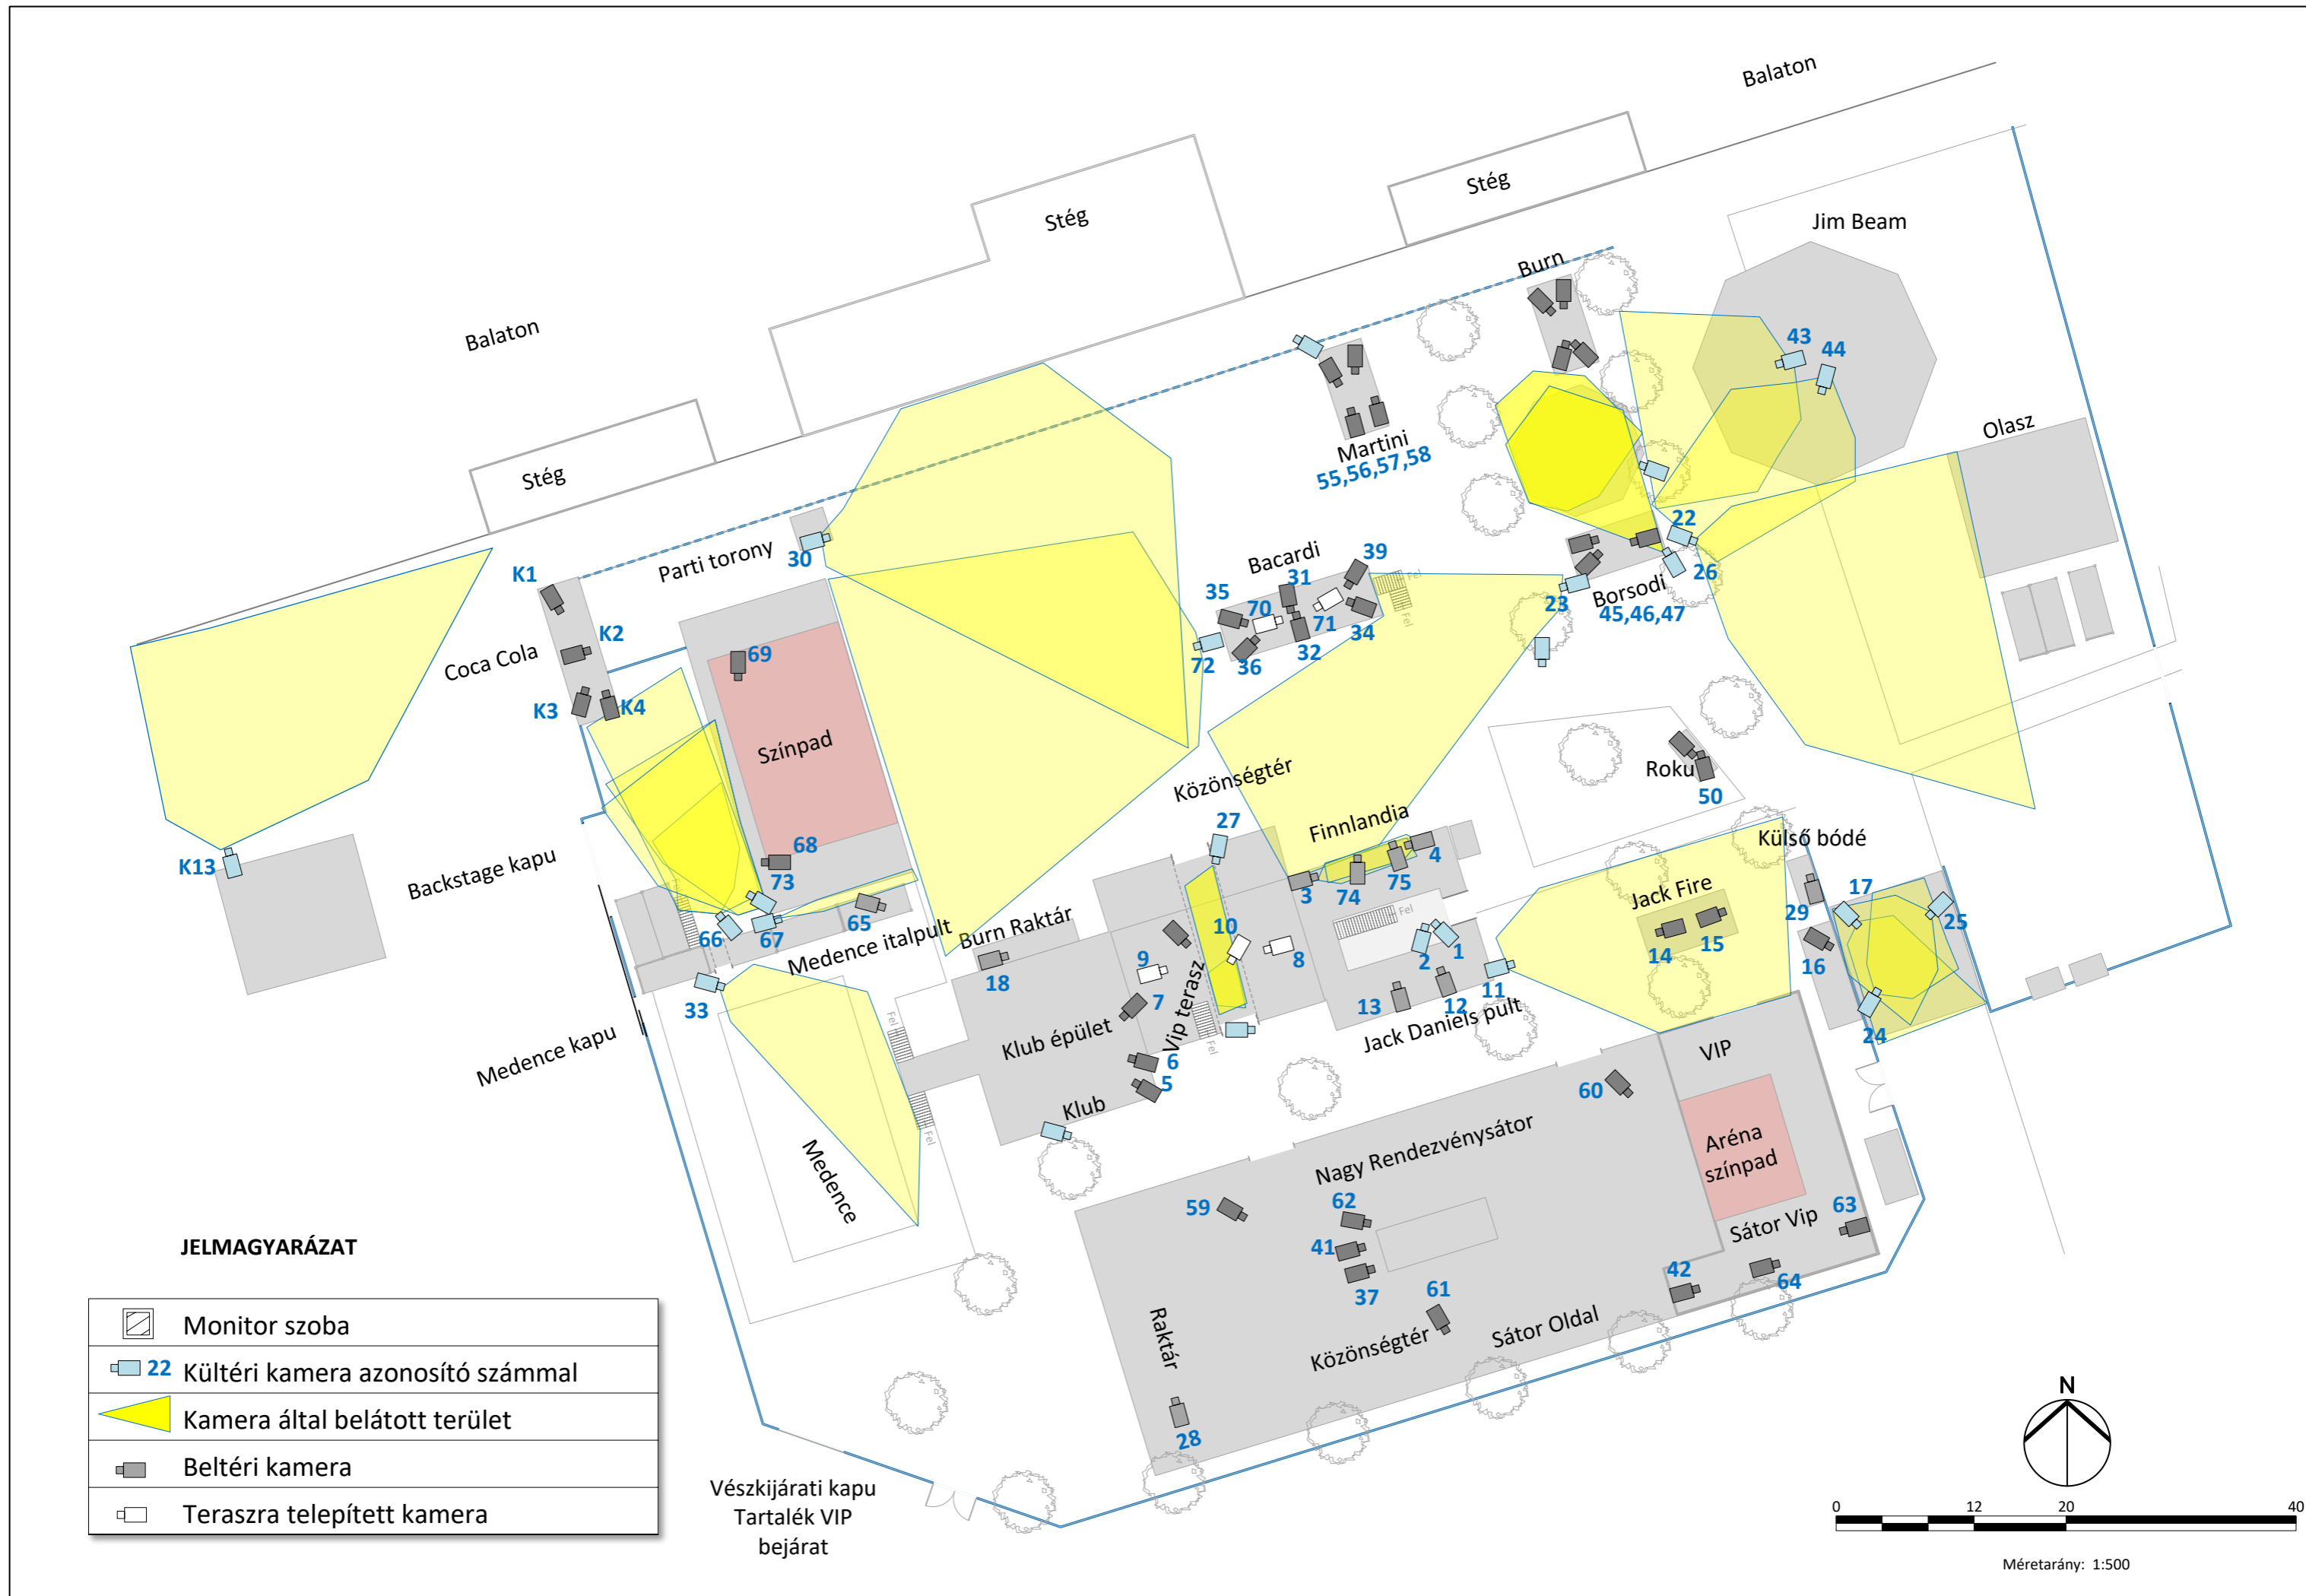 Balaton
Stég
Jim Beam
Stég
Burn
Balaton
43
44
Olasz
Martini
55,56,57,58
Stég
22
Parti torony
30
Bacardi
39
K1
31
26
35
70
23
Borsodi
45,46,47
71
34
K2
Coca Cola
72
36
32
69
K3
K4
Színpad
Közönségtér
Roku
50
27
Finnlandia
Külső bódé
68
4
K13
Backstage kapu
73
3
74
75
Jack Fire
17
29
25
65
66
67
Medence italpult
Burn Raktár
10
Fel
Fel
Fel
Fel
1
2
14
15
16
9
8
18
33
7
Vip terasz
13
12
11
Jack Daniels pult
24
Fel
Fel
Fel
Klub épület
Medence kapu
6
5
VIP
60
Klub
Aréna
színpad
Nagy Rendezvénysátor
Medence
59
62
Sátor Vip
63
41
JELMAGYARÁZAT
37
42
64
61
Monitor szoba
Raktár
Közönségtér
Sátor Oldal
22 Kültéri kamera azonosító számmal
N
Kamera által belátott terület
28
Beltéri kamera
Vészkijárati kapu
Tartalék VIP
bejárat
Teraszra telepített kamera
0 12 20 40
Méretarány: 1:500